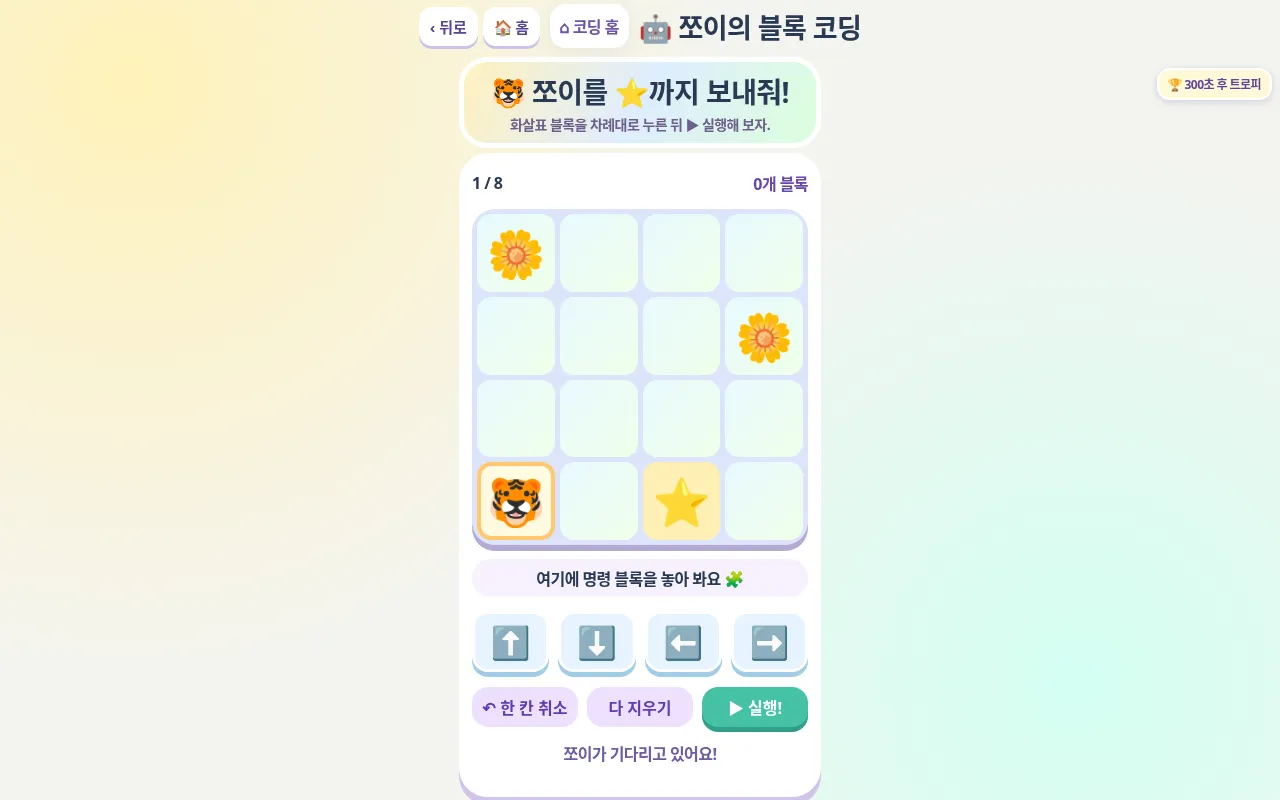 ‹ 뒤로
🏠 홈
⌂ 코딩 홈
🤖 쪼이의 블록 코딩
🐯 쪼이를 ⭐까지 보내줘!
화살표 블록을 차례대로 누른 뒤 ▶ 실행해 보자.
🏆 300초 후 트로피
1 / 8
0개 블록
여기에 명령 블록을 놓아 봐요 🧩
↶ 한 칸 취소
다 지우기
▶ 실행!
쪼이가 기다리고 있어요!